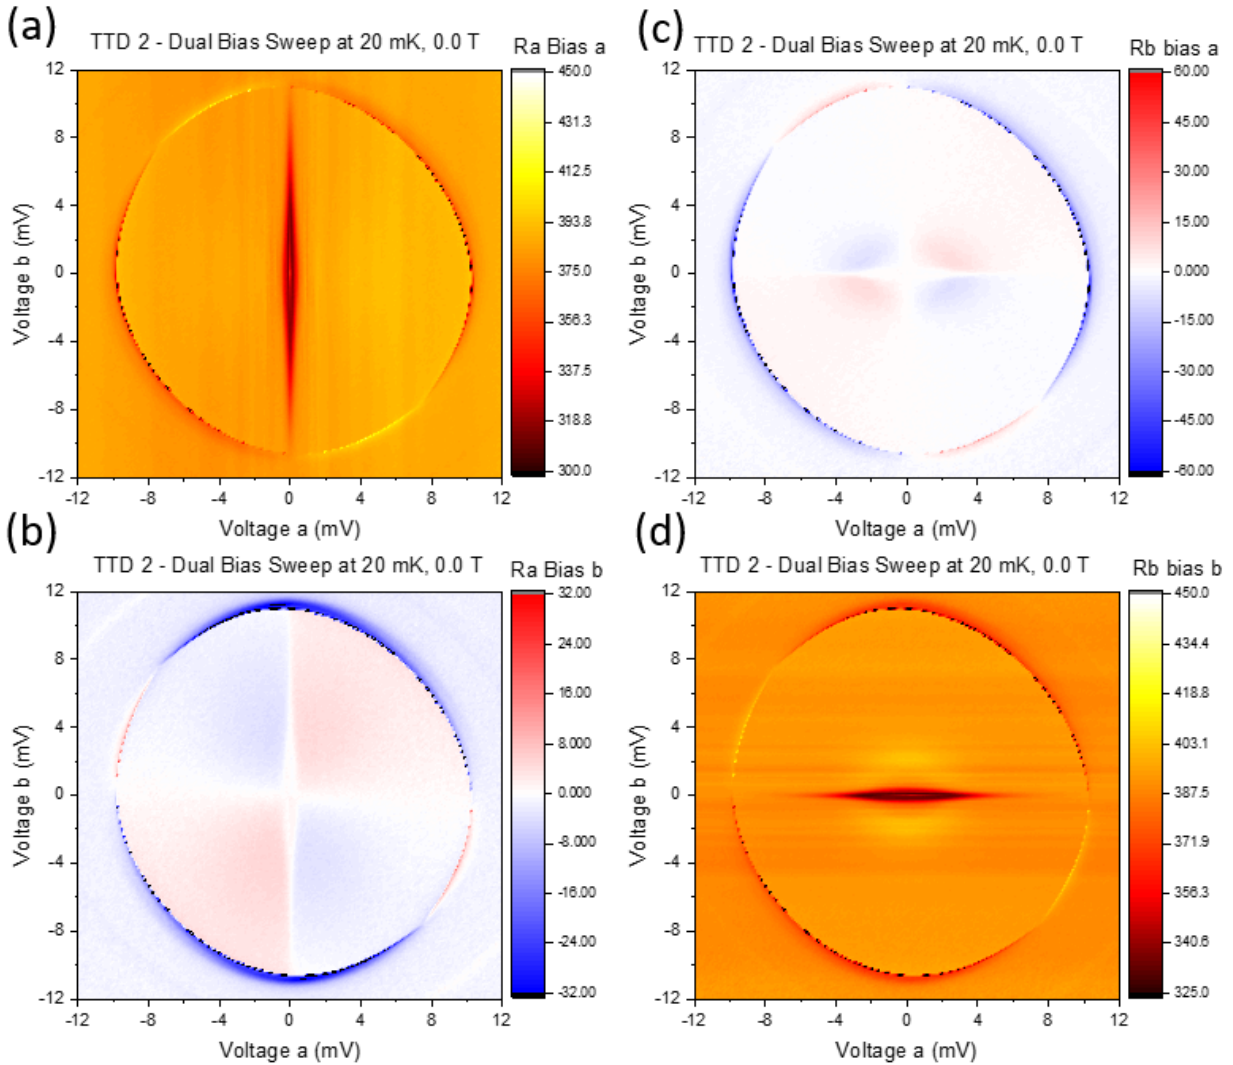 (a)
TTD 2 - Dual Bias Sweep at 20 mK, 0.0 T
Ra Bias a
12
8
4
0
-4
-8
-12
Voltage b (mV)
-12 -8 -4 0 4 8 12
Voltage a (mV)
450.0
431.3
412.5
393.8
375.0
356.3
337.5
318.8
300.0
(c)
TTD 2 - Dual Bias Sweep at 20 mK, 0.0 T
Rb bias a
12
8
4
0
-4
-8
-12
Voltage b (mV)
-12 -8 -4 0 4 8 12
Voltage a (mV)
60.00
45.00
30.00
15.00
0.000
-15.00
-30.00
-45.00
-60.00
(b)
TTD 2 - Dual Bias Sweep at 20 mK, 0.0 T
Ra Bias b
12
8
4
0
-4
-8
-12
Voltage b (mV)
-12 -8 -4 0 4 8 12
Voltage a (mV)
32.00
24.00
16.00
8.000
0.000
-8.000
-16.00
-24.00
-32.00
(d)
TTD 2 - Dual Bias Sweep at 20 mK, 0.0 T
Rb bias b
12
8
4
0
-4
-8
-12
Voltage b (mV)
-12 -8 -4 0 4 8 12
Voltage a (mV)
450.0
434.4
418.8
403.1
387.5
371.9
356.3
340.6
325.0